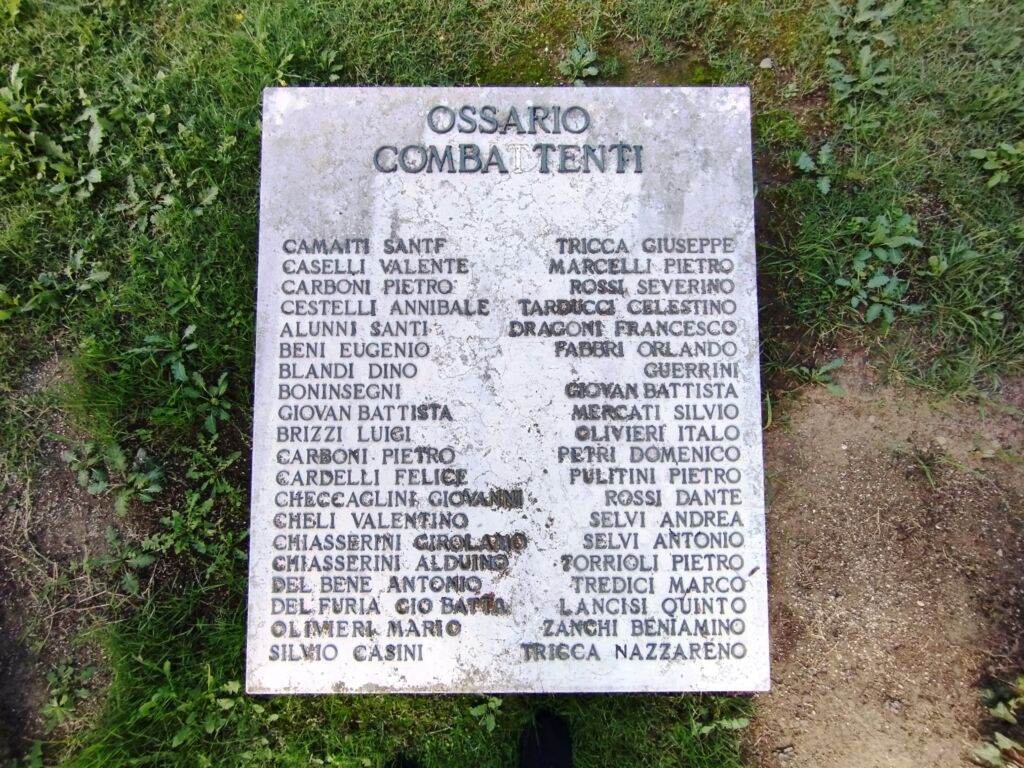 OSSARIO
COMBATTENTI
CAMAITI SANTE
CASELLI VALENTE
CARBONI PIETRO
CESTELLI ANNIBALE
ALUNNI SANTI
BENI EUGENIO
BLANDI DINO
BONINSEGNI
GIOVAN BATTISTA
BRIZZI LUIGI
CARBONI PIETRO
CARDELLI FELICE
CHECCAGLINI GIOVANNI
CHELI VALENTINO
CHIASSERINI GIROLAMO
CHIASSERINI ALDUINO
DEL BENE ANTONIO
DEL FURIA GIO BATTA
OLIVIERI MARIO
SILVIO CASINI
TRICCA GIUSEPPE
MARCELLI PIETRO
ROSSI SEVERINO
TARDUCCI CELESTINO
DRAGONI FRANCESCO
FABBRI ORLANDO
GUERRINI
GIOVAN BATTISTA
MERCATI SILVIO
OLIVIERI ITALO
PETRI DOMENICO
PULITINI PIETRO
ROSSI DANTE
SELVI ANDREA
SELVI ANTONIO
TORRIOLI PIETRO
TREDICI MARCO
LANCISI QUINTO
ZANCHI BENIAMINO
TRICCA NAZZARENO